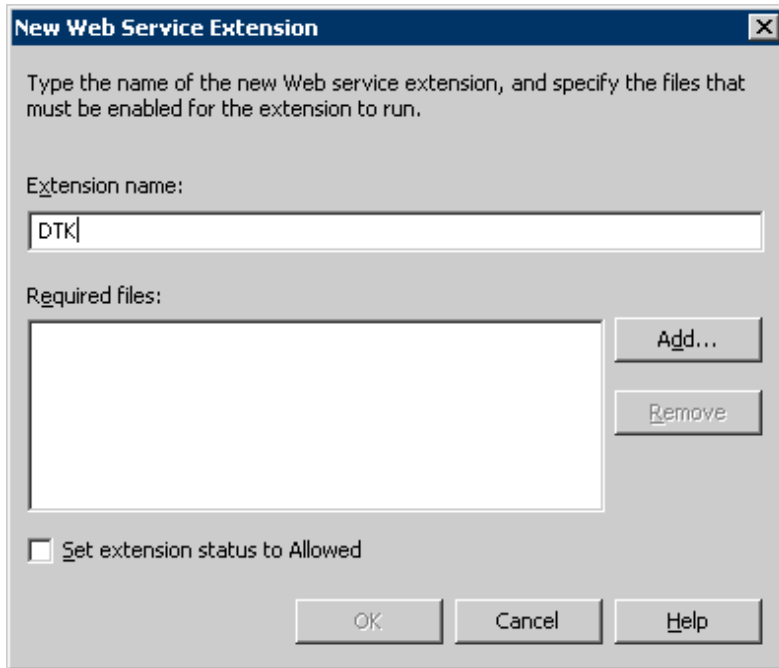 New Web Service Extension
Type the name of the new Web service extension, and specify the files that
must be enabled for the extension to run.
Extension name:
DTK
Required files:
Add...
Remove
Set extension status to Allowed
OK Cancel Help